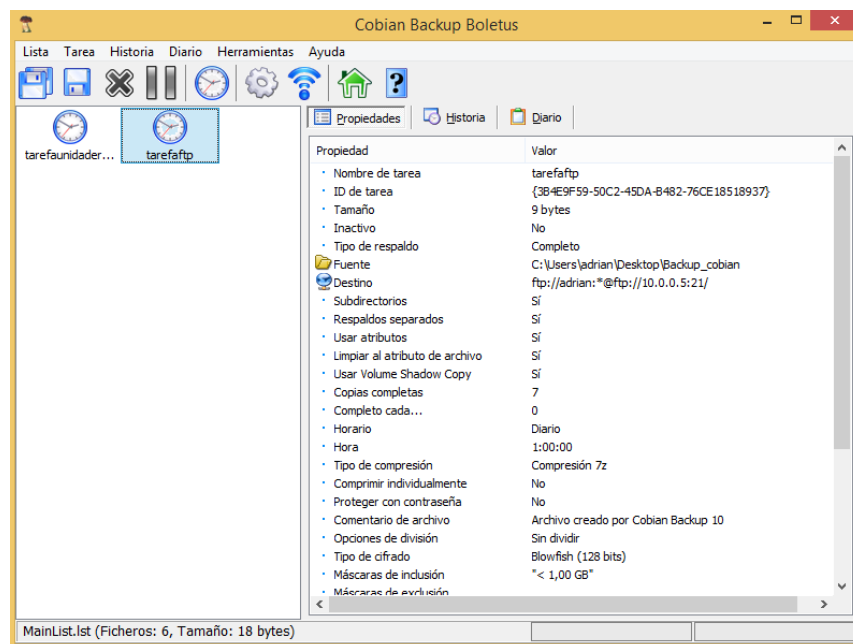 Cobian Backup Boletus
Lista Tarea Historia Diario Herramientas Ayuda
tarefaunidader... tarefaftp
Propiedades Historia Diario
Propiedad Valor
Nombre de tarea tarefaftp
ID de tarea {3B4E9F59-50C2-45DA-B482-76CE18518937}
Tamaño 9 bytes
Inactivo No
Tipo de respaldo Completo
Fuente C:\Users\adrian\Desktop\Backup_cobian
Destino ftp://adrian:*@ftp://10.0.0.5:21/
Subdirectorios Sí
Respaldos separados Sí
Usar atributos Sí
Limpiar al atributo de archivo Sí
Usar Volume Shadow Copy Sí
Copias completas 7
Completo cada... 0
Horario Diario
Hora 1:00:00
Tipo de compresión Compresión 7z
Comprimir individualmente No
Proteger con contraseña No
Comentario de archivo Archivo creado por Cobian Backup 10
Opciones de división Sin dividir
Tipo de cifrado Blowfish (128 bits)
Máscaras de inclusión "< 1,00 GB"
Máscaras de exclusión
MainList.lst (Ficheros: 6, Tamaño: 18 bytes)